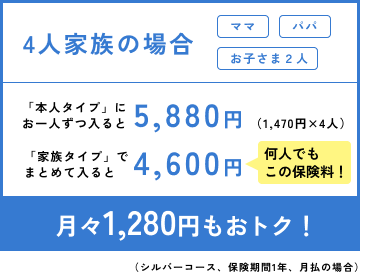 4人家族の場合
ママ
パパ
お子さま2人
「本人タイプ」に
お一人ずつ入ると
5,880円
（1,470円×4人）
「家族タイプ」で
まとめて入ると
4,600円
何人でも
この保険料！
月々1,280円もおトク！
（シルバーコース、保険期間1年、月払の場合）